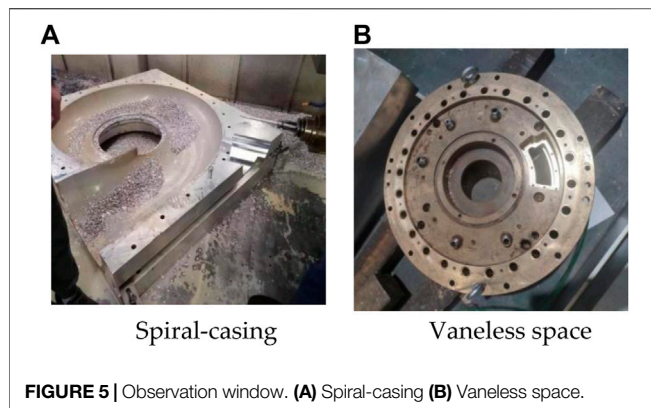 A
B
Spiral-casing
Vaneless space
FIGURE 5 | Observation window. (A) Spiral-casing (B) Vaneless space.